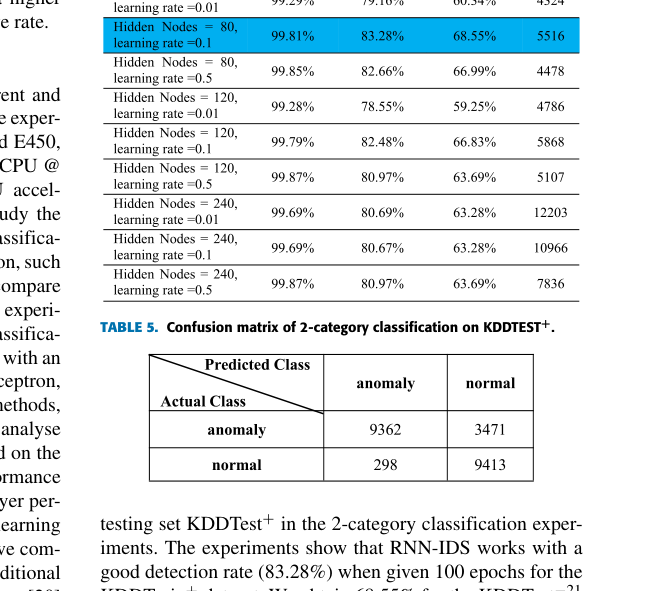 higher
e rate.
ent and
e exper-
d E450,
CPU @
U accel-
udy the
assifica-
on, such
ompare
experi-
assifica-
with an
ceptron,
methods,
analyse
d on the
ormance
yer per-
learning
ve com-
ditional
learning rate =0.01 99.29% 79.16% 60.34% 4324
Hidden Nodes = 80,
learning rate =0.1 99.81% 83.28% 68.55% 5516
Hidden Nodes = 80,
learning rate =0.5 99.85% 82.66% 66.99% 4478
Hidden Nodes = 120,
learning rate =0.01 99.28% 78.55% 59.25% 4786
Hidden Nodes = 120,
learning rate =0.1 99.79% 82.48% 66.83% 5868
Hidden Nodes = 120,
learning rate =0.5 99.87% 80.97% 63.69% 5107
Hidden Nodes = 240,
learning rate =0.01 99.69% 80.69% 63.28% 12203
Hidden Nodes = 240,
learning rate =0.1 99.69% 80.67% 63.28% 10966
Hidden Nodes = 240,
learning rate =0.5 99.87% 80.97% 63.69% 7836
TABLE 5. Confusion matrix of 2-category classification on KDDTEST+.
Predicted Class
Actual Class anomaly normal
anomaly 9362 3471
normal 298 9413
testing set KDDTest+ in the 2-category classification exper-
iments. The experiments show that RNN-IDS works with a
good detection rate (83.28%) when given 100 epochs for the